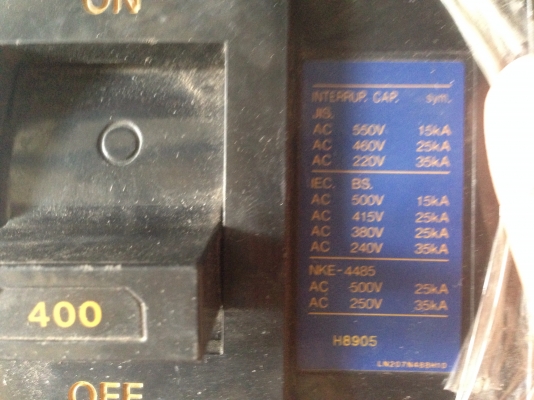 ON
400
OFF
INTERRUP. CAP. sym.
JIS.
AC 550V 15kA
AC 460V 25kA
AC 220V 35kA
IEC. BS.
AC 500V 15kA
AC 415V 25kA
AC 380V 25kA
AC 240V 35kA
NKE-4485
AC 500V 25kA
AC 250V 35kA
H8905